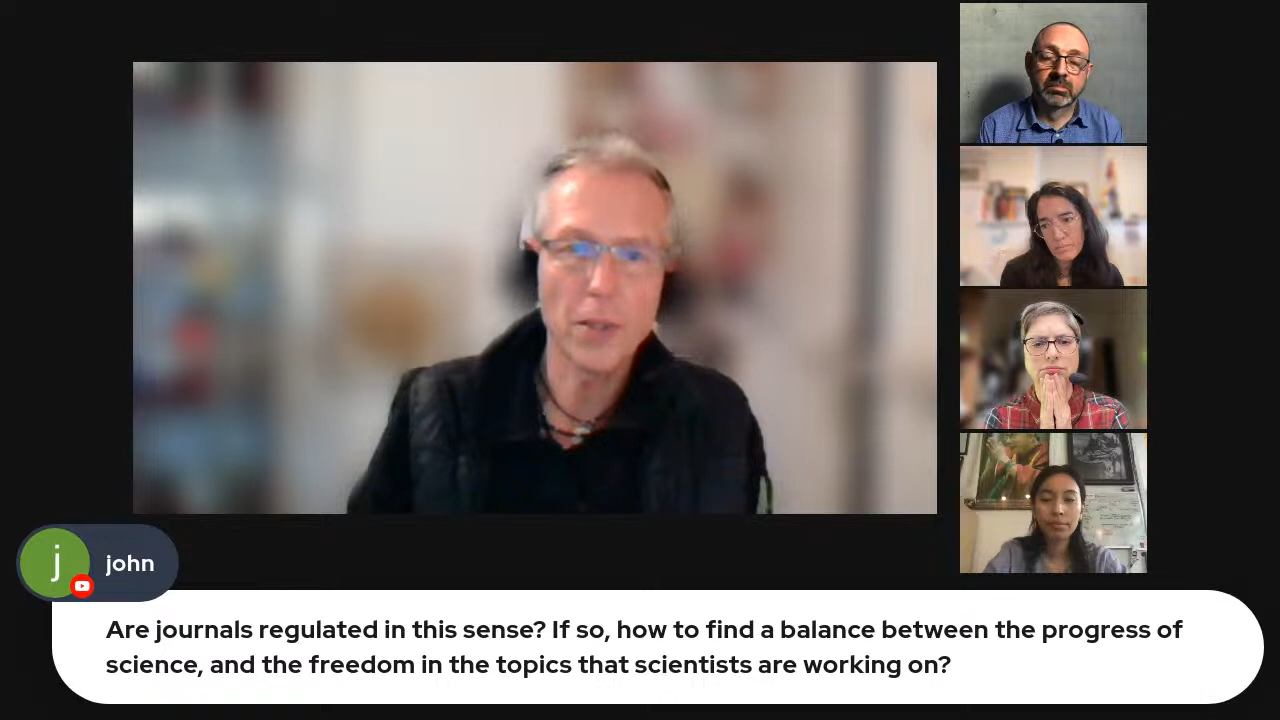 j
john
Are journals regulated in this sense? If so, how to find a balance between the progress of
science, and the freedom in the topics that scientists are working on?